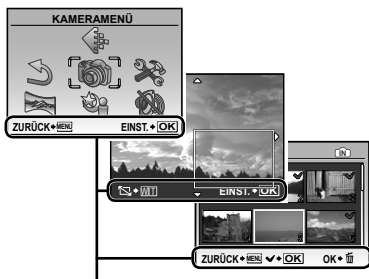 KAMERAMENÜ
ZURÜCK MENU EINST. OK
W T EINST. OK
IN
ZURÜCK MENU OK OK